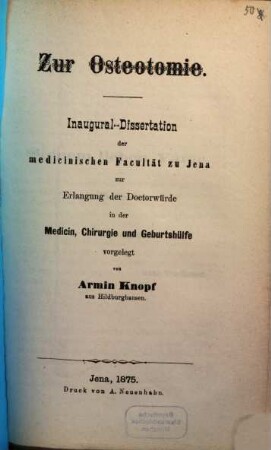 Zur Osteotomie.
Inaugural-Dissertation
der
medicinischen Facultät zu Jena
zur
Erlangung der Doctorwürde
in der
Medicin, Chirurgie und Geburtshülfe
vorgelegt
von
Armin Knopf
aus Hildburghausen.
Jena, 1875.
Druck von A. Neuenhahn.